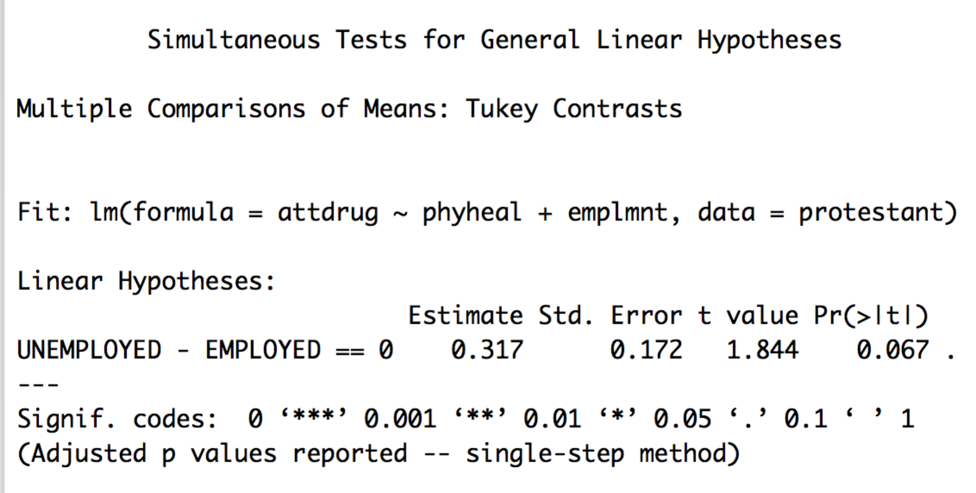 Simultaneous Tests for General Linear Hypotheses
Multiple Comparisons of Means: Tukey Contrasts
Fit: lm(formula = attdrug ~ phyheal + emplmnt, data = protestant)
Linear Hypotheses:
Estimate Std. Error t value Pr(>|t|)
UNEMPLOYED - EMPLOYED == 0 0.317 0.172 1.844 0.067 .
---
Signif. codes: 0 ‘***’ 0.001 ‘**’ 0.01 ‘*’ 0.05 ‘.’ 0.1 ‘ ’ 1
(Adjusted p values reported -- single-step method)